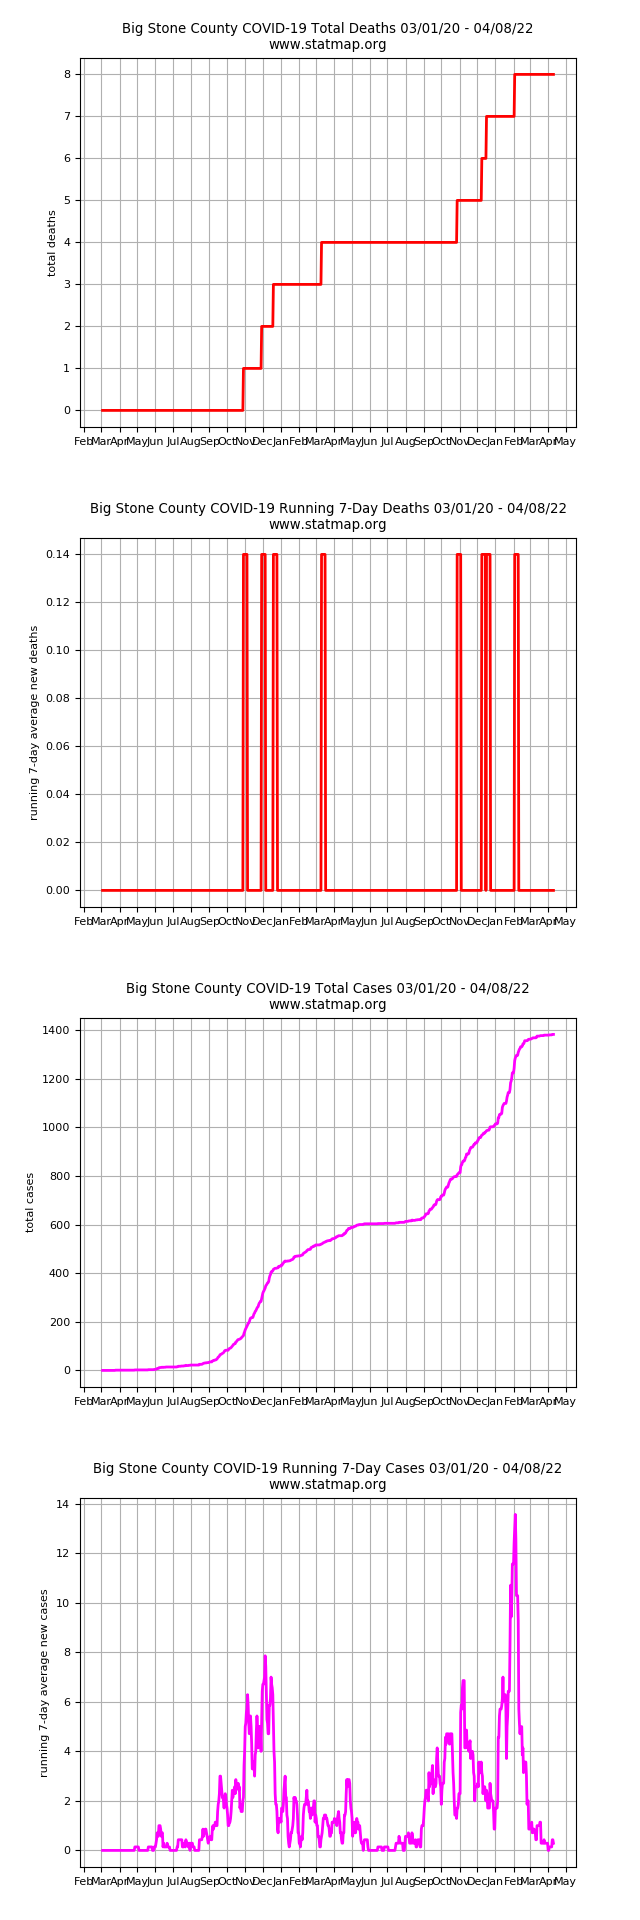 Big Stone County COVID-19 Total Deaths 03/01/20 - 04/08/22
www.statmap.org
8
7
6
5
4
3
2
1
0
total deaths
Feb Mar Apr May Jun Jul Aug Sep Oct Nov Dec Jan Feb Mar Apr May Jun Jul Aug Sep Oct Nov Dec Jan Feb Mar Apr May
Big Stone County COVID-19 Running 7-Day Deaths 03/01/20 - 04/08/22
www.statmap.org
0.14
0.12
0.10
0.08
0.06
0.04
0.02
0.00
running 7-day average new deaths
Feb Mar Apr May Jun Jul Aug Sep Oct Nov Dec Jan Feb Mar Apr May Jun Jul Aug Sep Oct Nov Dec Jan Feb Mar Apr May
Big Stone County COVID-19 Total Cases 03/01/20 - 04/08/22
www.statmap.org
1400
1200
1000
800
600
400
200
0
total cases
Feb Mar Apr May Jun Jul Aug Sep Oct Nov Dec Jan Feb Mar Apr May Jun Jul Aug Sep Oct Nov Dec Jan Feb Mar Apr May
Big Stone County COVID-19 Running 7-Day Cases 03/01/20 - 04/08/22
www.statmap.org
14
12
10
8
6
4
2
0
running 7-day average new cases
Feb Mar Apr May Jun Jul Aug Sep Oct Nov Dec Jan Feb Mar Apr May Jun Jul Aug Sep Oct Nov Dec Jan Feb Mar Apr May